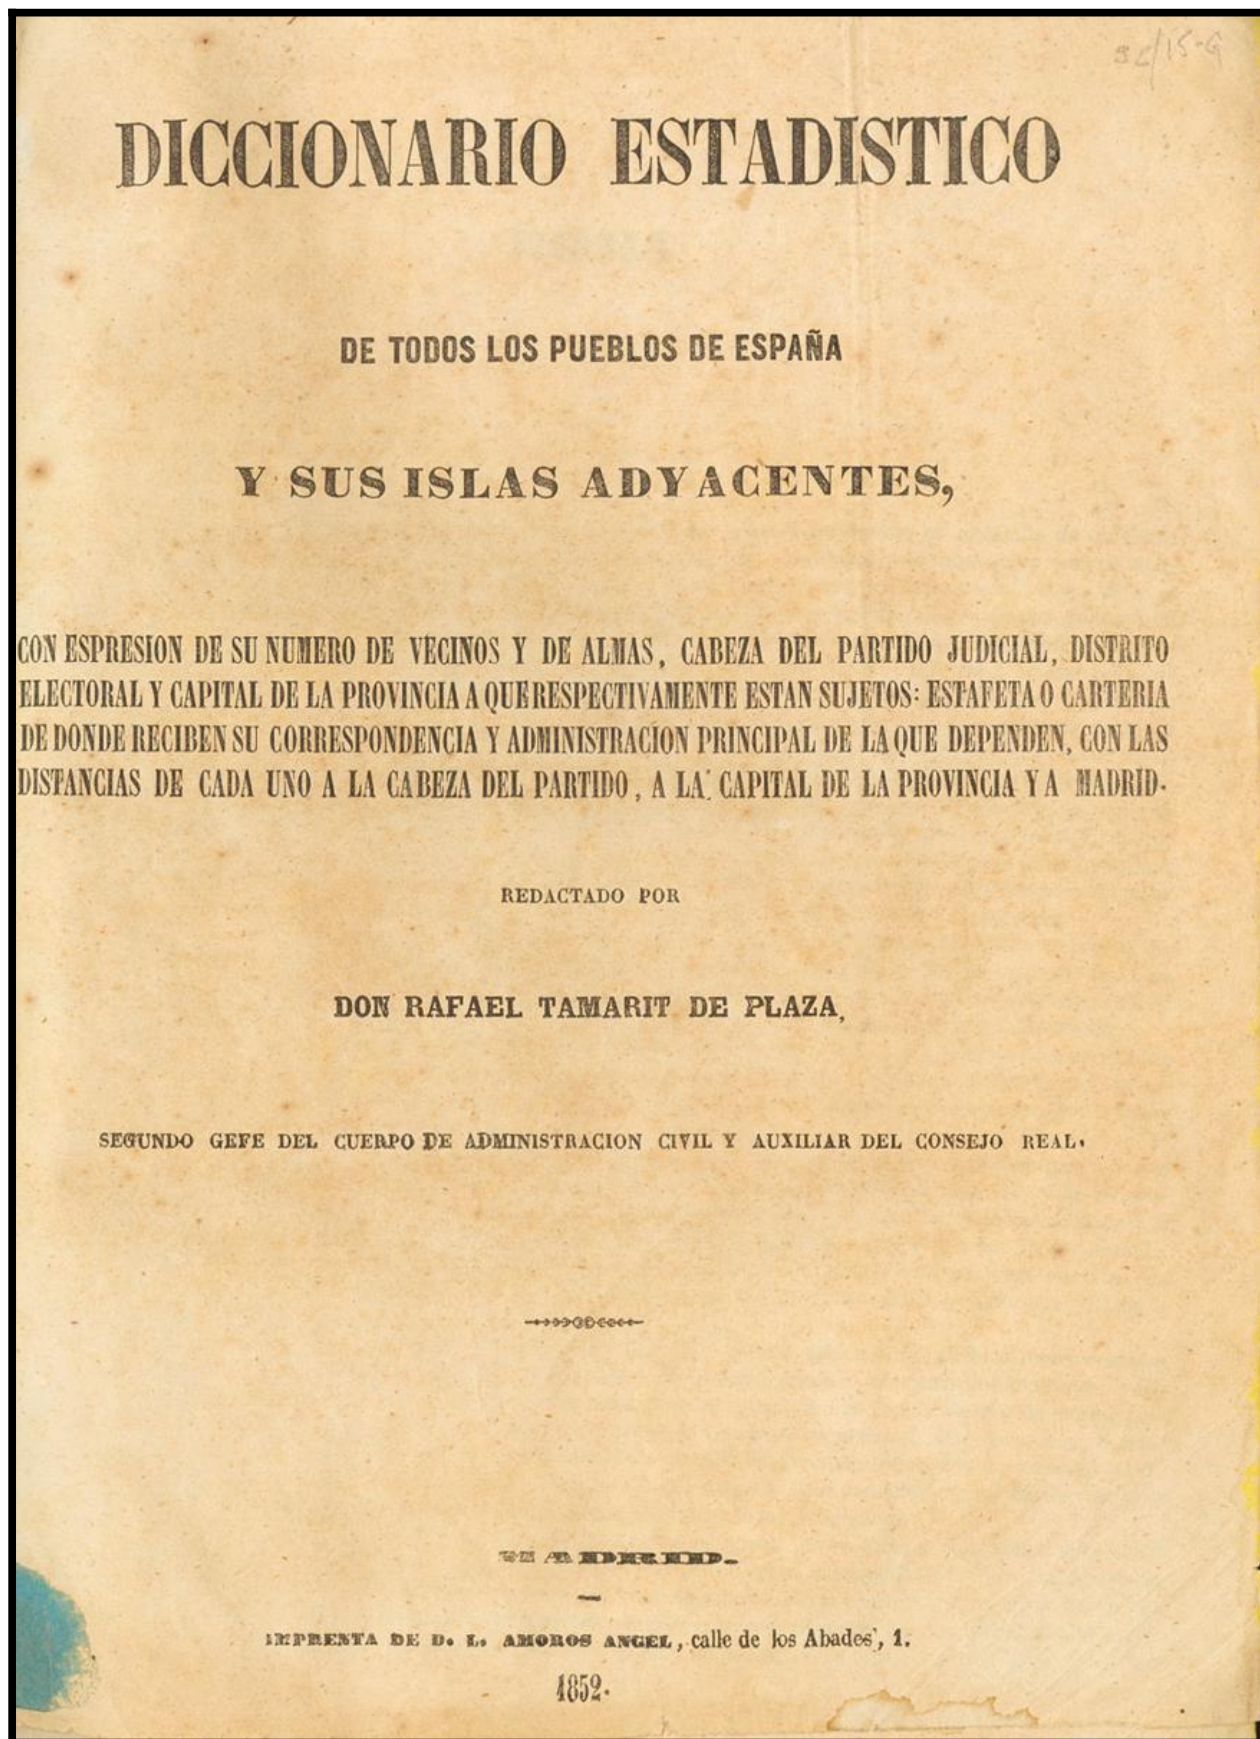 DICCIONARIO ESTADISTICO
DE TODOS LOS PUEBLOS DE ESPAÑA
Y SUS ISLAS ADYACENTES,
CON ESPRESION DE SU NUMERO DE VECINOS Y DE ALMAS, CABEZA DEL PARTIDO JUDICIAL, DISTRITO
ELECTORAL Y CAPITAL DE LA PROVINCIA A QUE RESPECTIVAMENTE ESTAN SUJETOS: ESTAFETA O CARTERIA
DE DONDE RECIBEN SU CORRESPONDENCIA Y ADMINISTRACION PRINCIPAL DE LA QUE DEPENDEN, CON LAS
DISTANCIAS DE CADA UNO A LA CABEZA DEL PARTIDO, A LA CAPITAL DE LA PROVINCIA Y A MADRID.
REDACTADO POR
DON RAFAEL TAMARIT DE PLAZA,
SEGUNDO GEFE DEL CUERPO DE ADMINISTRACION CIVIL Y AUXILIAR DEL CONSEJO REAL.
MADRID.
IMPRENTA DE D. L. AMOROS ANGEL, calle de los Abades, 1.
1852.